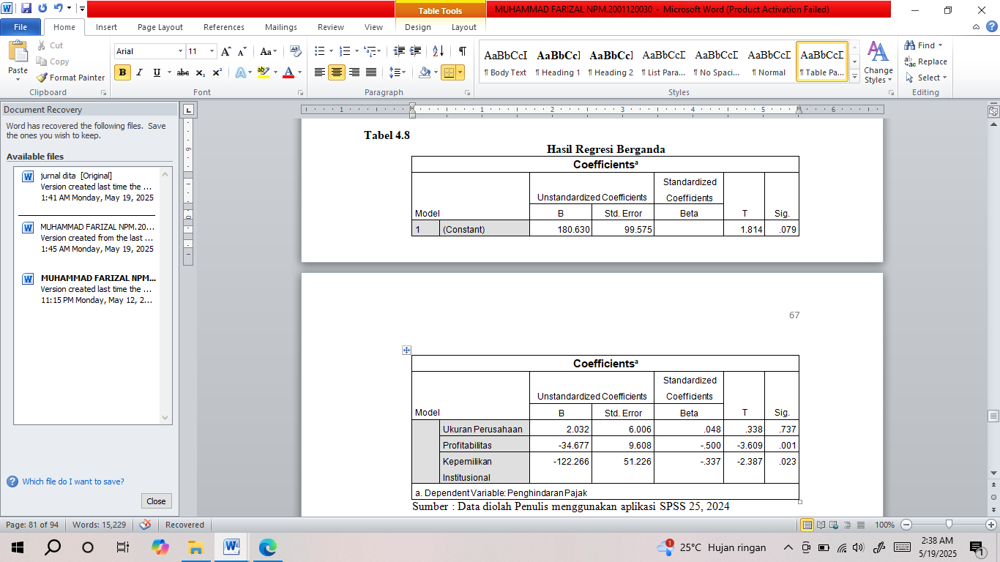 Table Tools
MUHAMMAD FARIZAL NPM.2001120030 - Microsoft Word (Product Activation Failed)
File Home Insert Page Layout References Mailings Review View Design Layout
Paste
Cut
Copy
Format Painter
Clipboard
Arial 11
Font
Paragraph
AaBbCcI AaBbCcI AaBbCc AaBbCcI AaBbCcI AaBbCcI AaBbCcI
¶ Body Text ¶ Heading 1 ¶ Heading 2 ¶ List Para... ¶ No Spaci... ¶ Normal ¶ Table Pa...
Styles
Change
Styles
Find
Replace
Select
Editing
Document Recovery
Word has recovered the following files. Save
the ones you wish to keep.
Available files
jurnal dita [Original]
Version created last time the ...
1:41 AM Monday, May 19, 2025
MUHAMMAD FARIZAL NPM.20...
Version created from the last ...
1:45 AM Monday, May 19, 2025
MUHAMMAD FARIZAL NPM...
Version created last time the ...
11:15 PM Monday, May 12, 2...
Which file do I want to save?
Close
1 1 2 3 4 5 6
Tabel 4.8
Hasil Regresi Berganda
Coefficientsa
Model Unstandardized Coefficients Standardized Coefficients T Sig.
B Std. Error Beta
1 (Constant) 180.630 99.575 1.814 .079
67
Coefficientsa
Model Unstandardized Coefficients Standardized Coefficients T Sig.
B Std. Error Beta
Ukuran Perusahaan 2.032 6.006 .048 .338 .737
Profitabilitas -34.677 9.608 -.500 -3.609 .001
Kepemilikan Institusional -122.266 51.226 -.337 -2.387 .023
a. Dependent Variable: Penghindaran Pajak
Sumber : Data diolah Penulis menggunakan aplikasi SPSS 25, 2024
Page: 81 of 94 Words: 15,229 Recovered 100%
25°C Hujan ringan
2:38 AM
5/19/2025